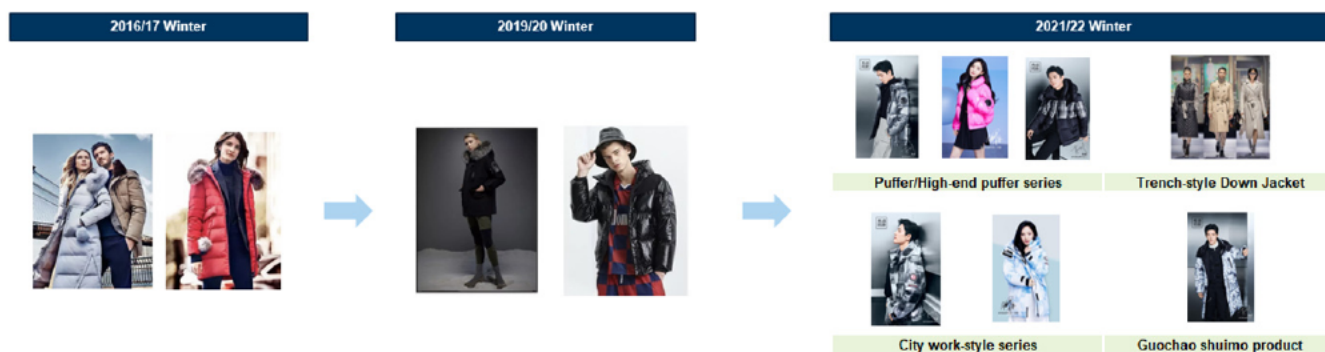 2016/17 Winter
2019/20 Winter
2021/22 Winter
Puffer/High-end puffer series
Trench-style Down Jacket
City work-style series
Guochao shuimo product